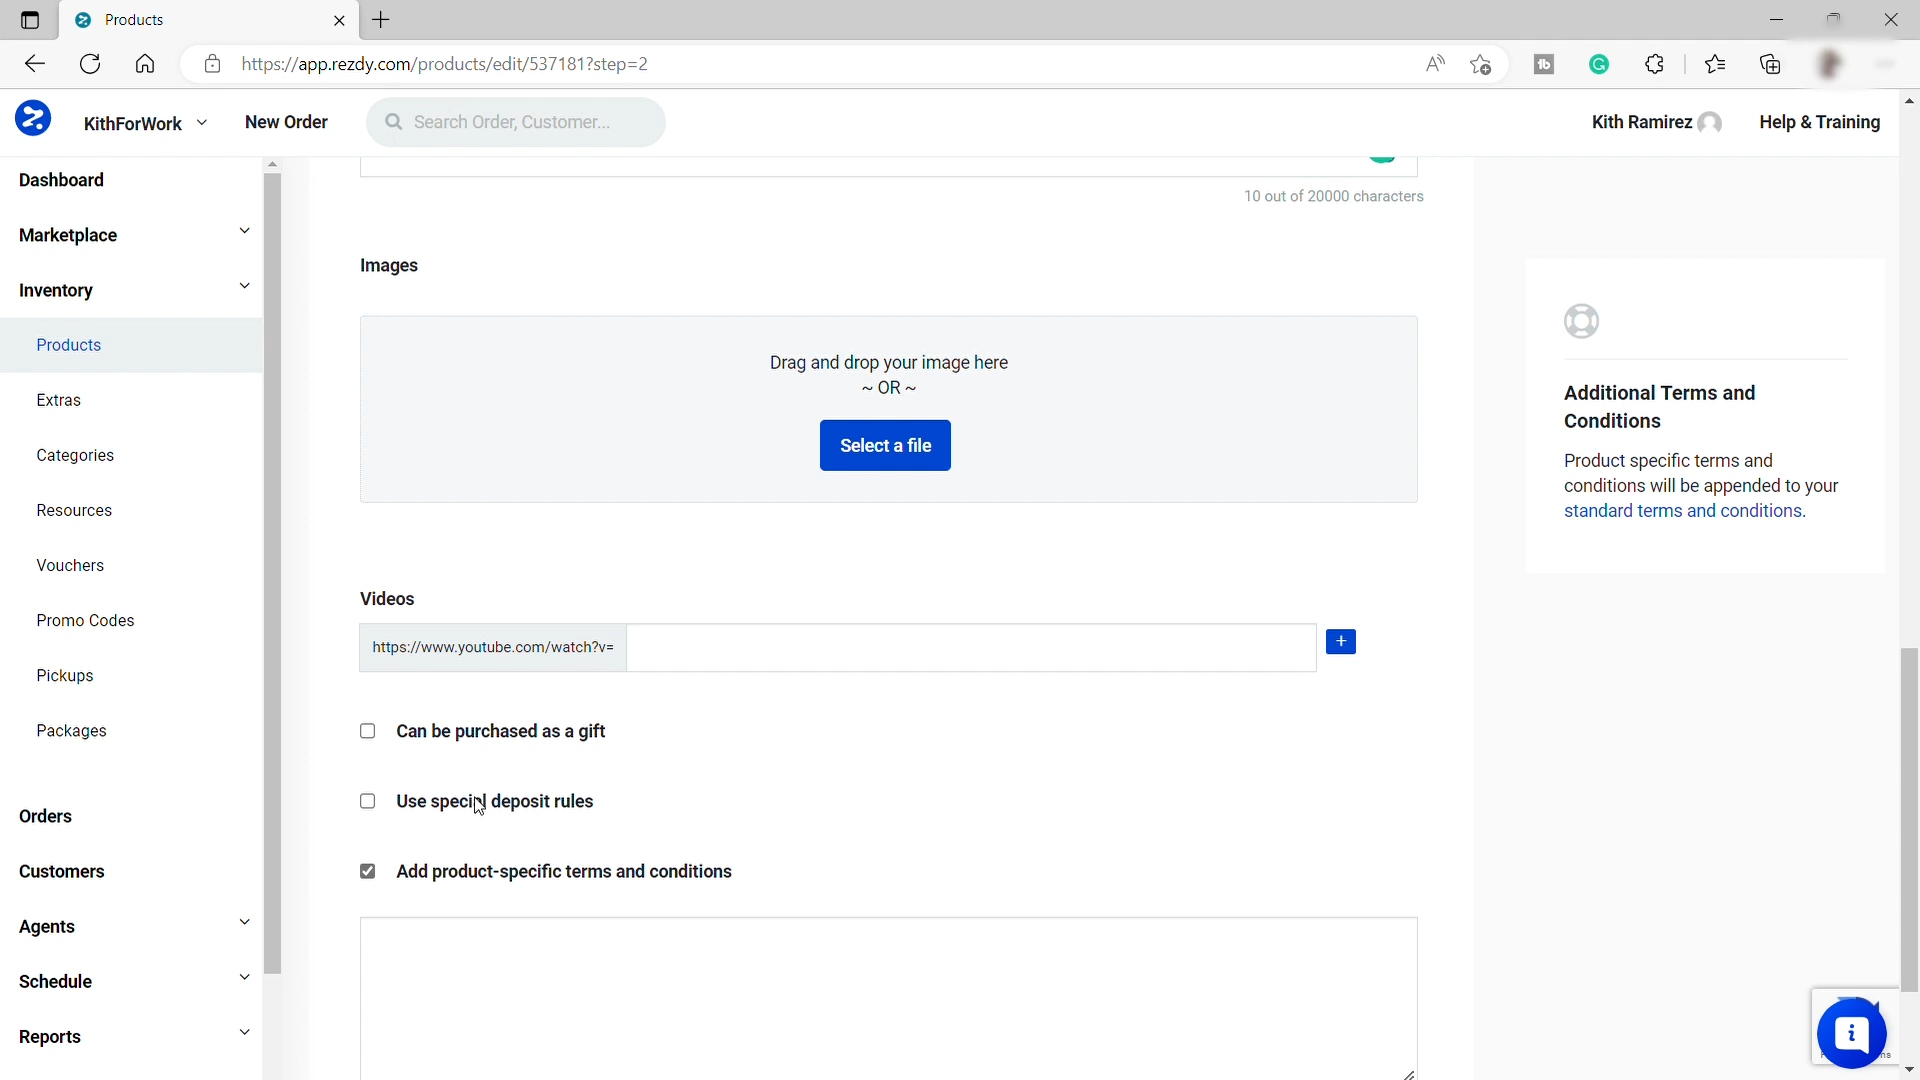 Products
https://app.rezdy.com/products/edit/537181?step=2
KithForWork
New Order
Search Order, Customer...
Kith Ramirez
Help & Training
Dashboard
Marketplace
Inventory
Products
Extras
Categories
Resources
Vouchers
Promo Codes
Pickups
Packages
Orders
Customers
Agents
Schedule
Reports
10 out of 20000 characters
Images
Drag and drop your image here
~ OR ~
Select a file
Videos
https://www.youtube.com/watch?v=
+
Can be purchased as a gift
Use special deposit rules
Add product-specific terms and conditions
Additional Terms and
Conditions
Product specific terms and
conditions will be appended to your
standard terms and conditions.